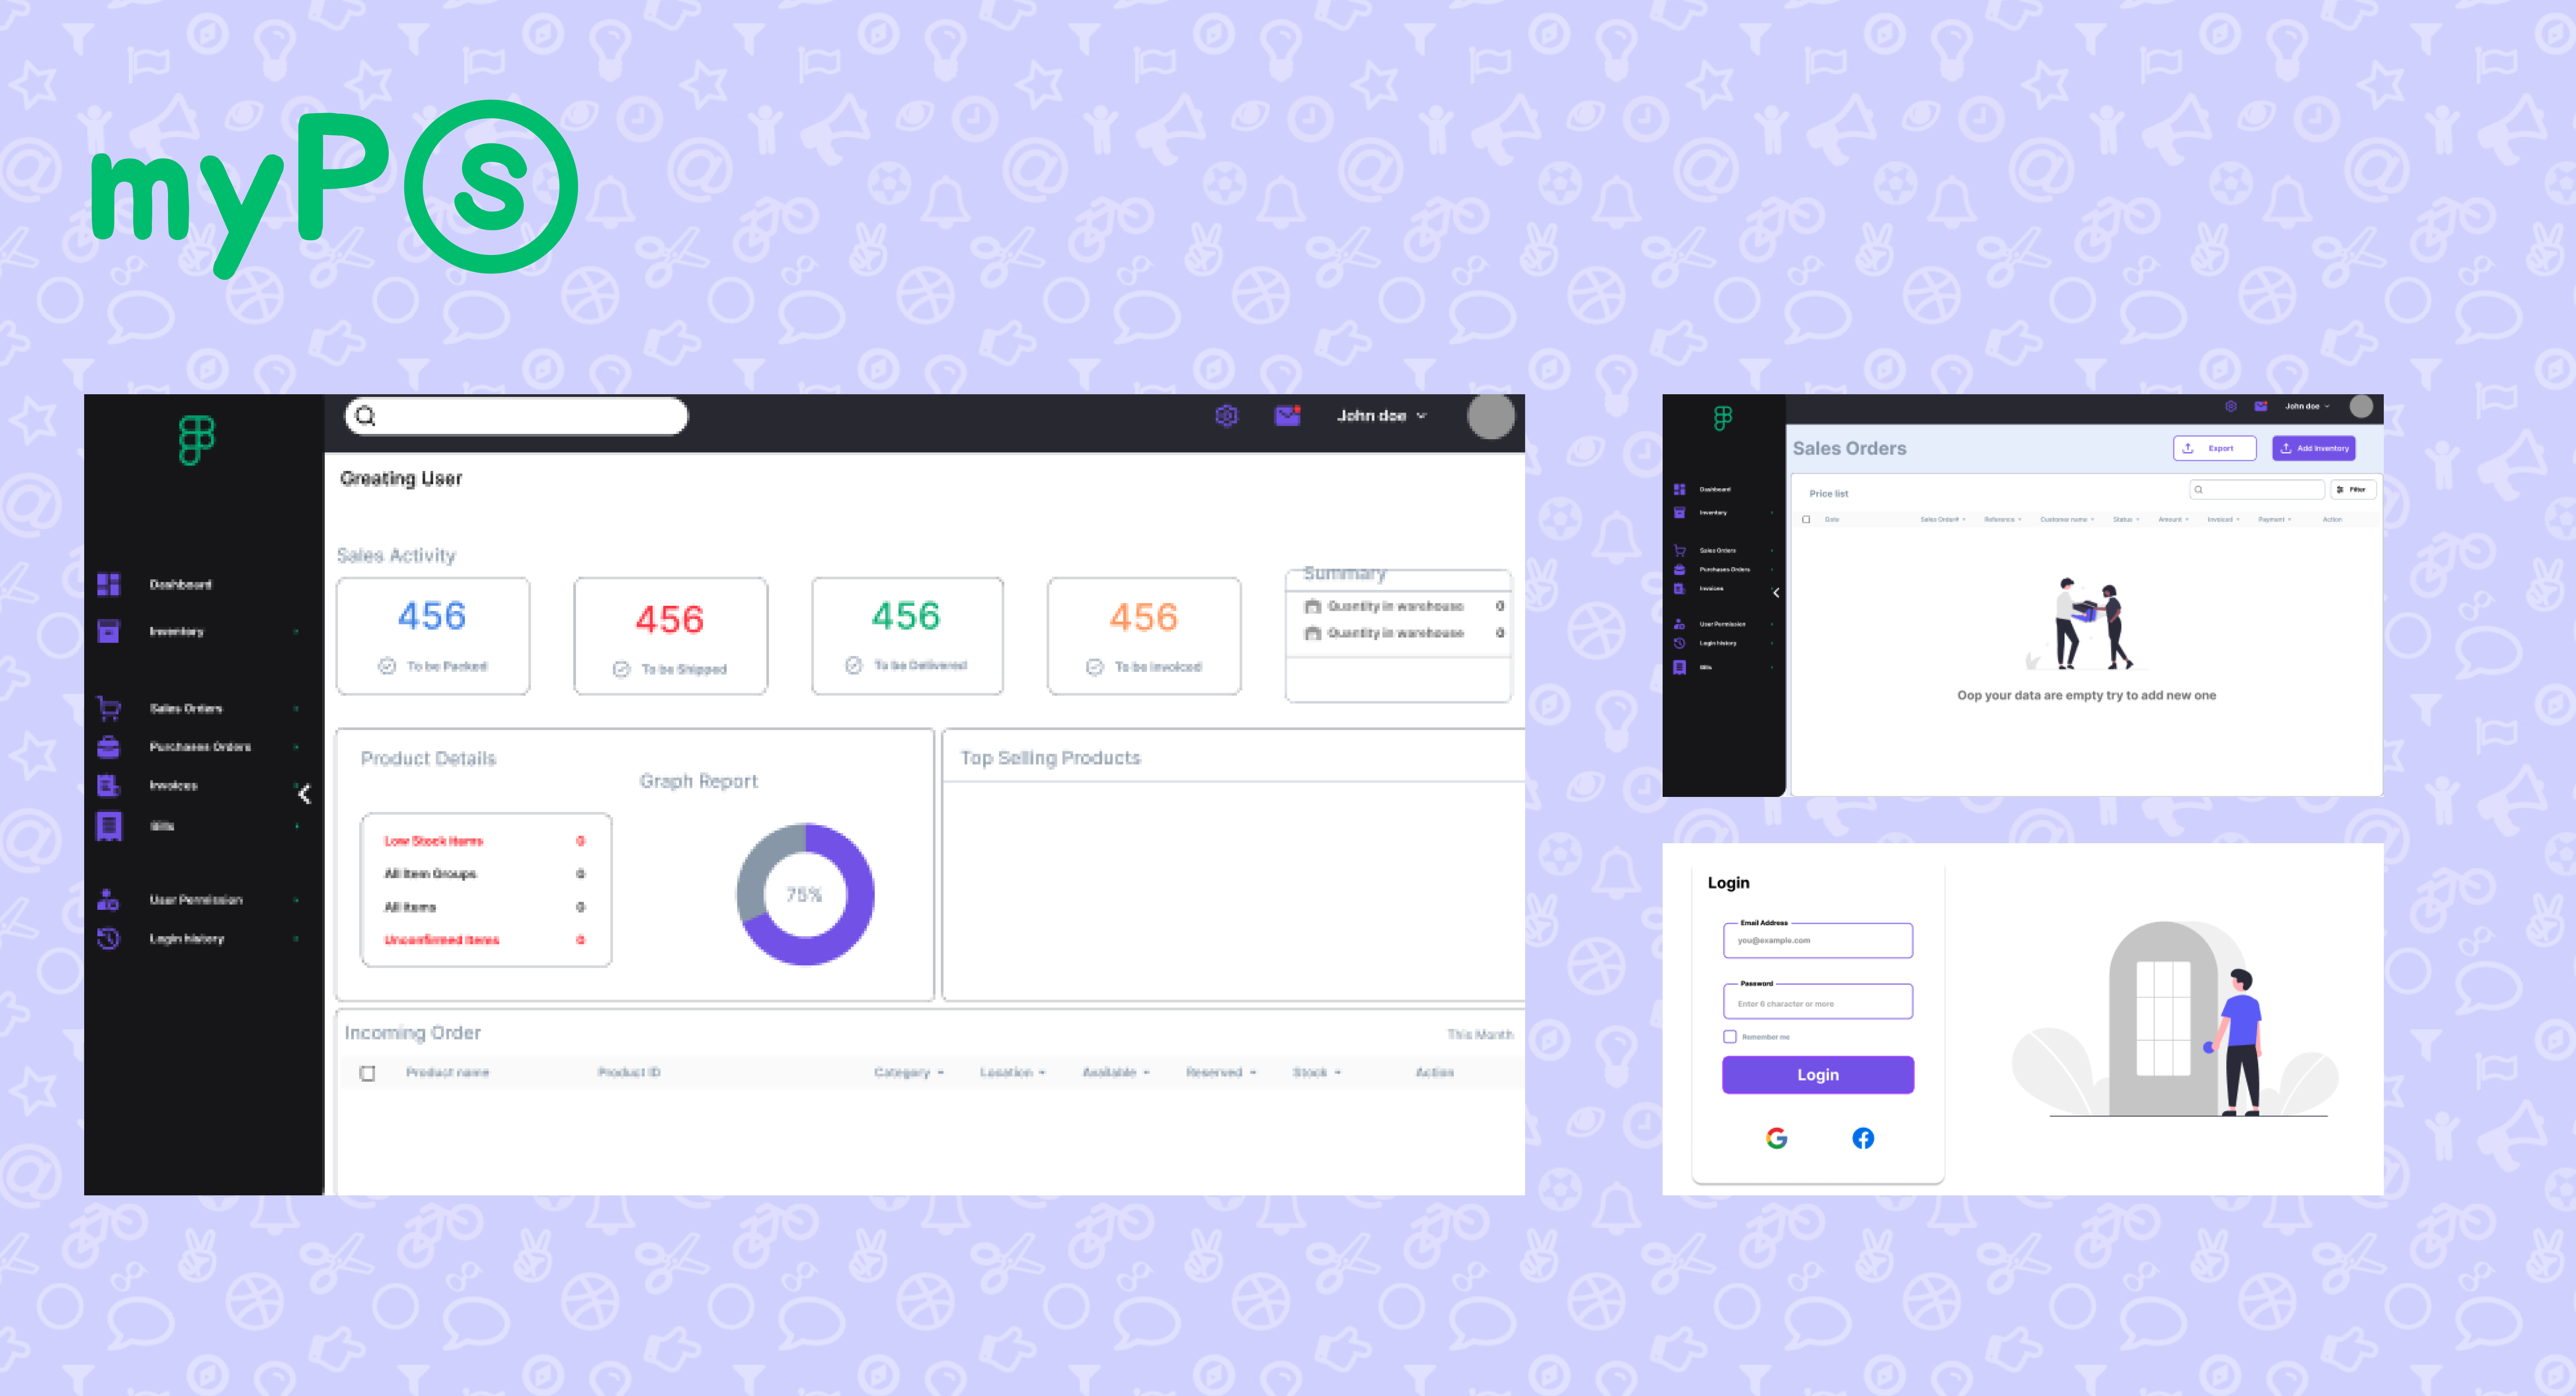 myPS
John doe
Greating User
Dashboard
Inventory
Sales Orders
Purchases Orders
Invoices
Bills
User Permission
Login history
Sales Activity
456
To be Packed
456
To be Shipped
456
To be Delivered
456
To be Invoiced
Summary
Quantity in warehouse 0
Quantity in warehouse 0
Product Details
Graph Report
Low Stock Items 0
All Item Groups 0
All Items 0
Unconfirmed Items 0
75%
Top Selling Products
Incoming Order
This Month
Product name Product ID Category Location Available Reserved Stock Action
John doe
Sales Orders
Export
Add Inventory
Dashboard
Inventory
Sales Orders
Purchases Orders
Invoices
User Permission
Login history
Bills
Price list
Filter
Date Sales Order# Reference Customer name Status Amount Invoiced Payment Action
Oop your data are empty try to add new one
Login
Email Address
you@example.com
Password
Enter 6 character or more
Remember me
Login